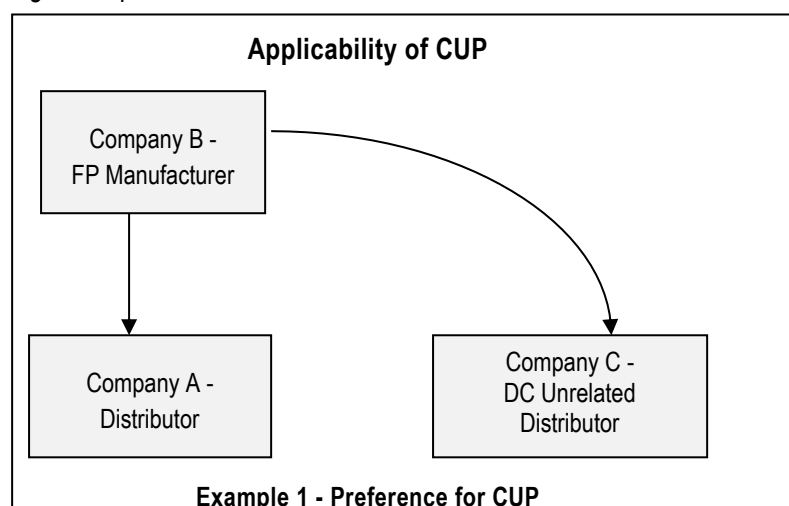 Applicability of CUP
Company B -
FP Manufacturer
Company A -
Distributor
Company C -
DC Unrelated
Distributor
Example 1 - Preference for CUP